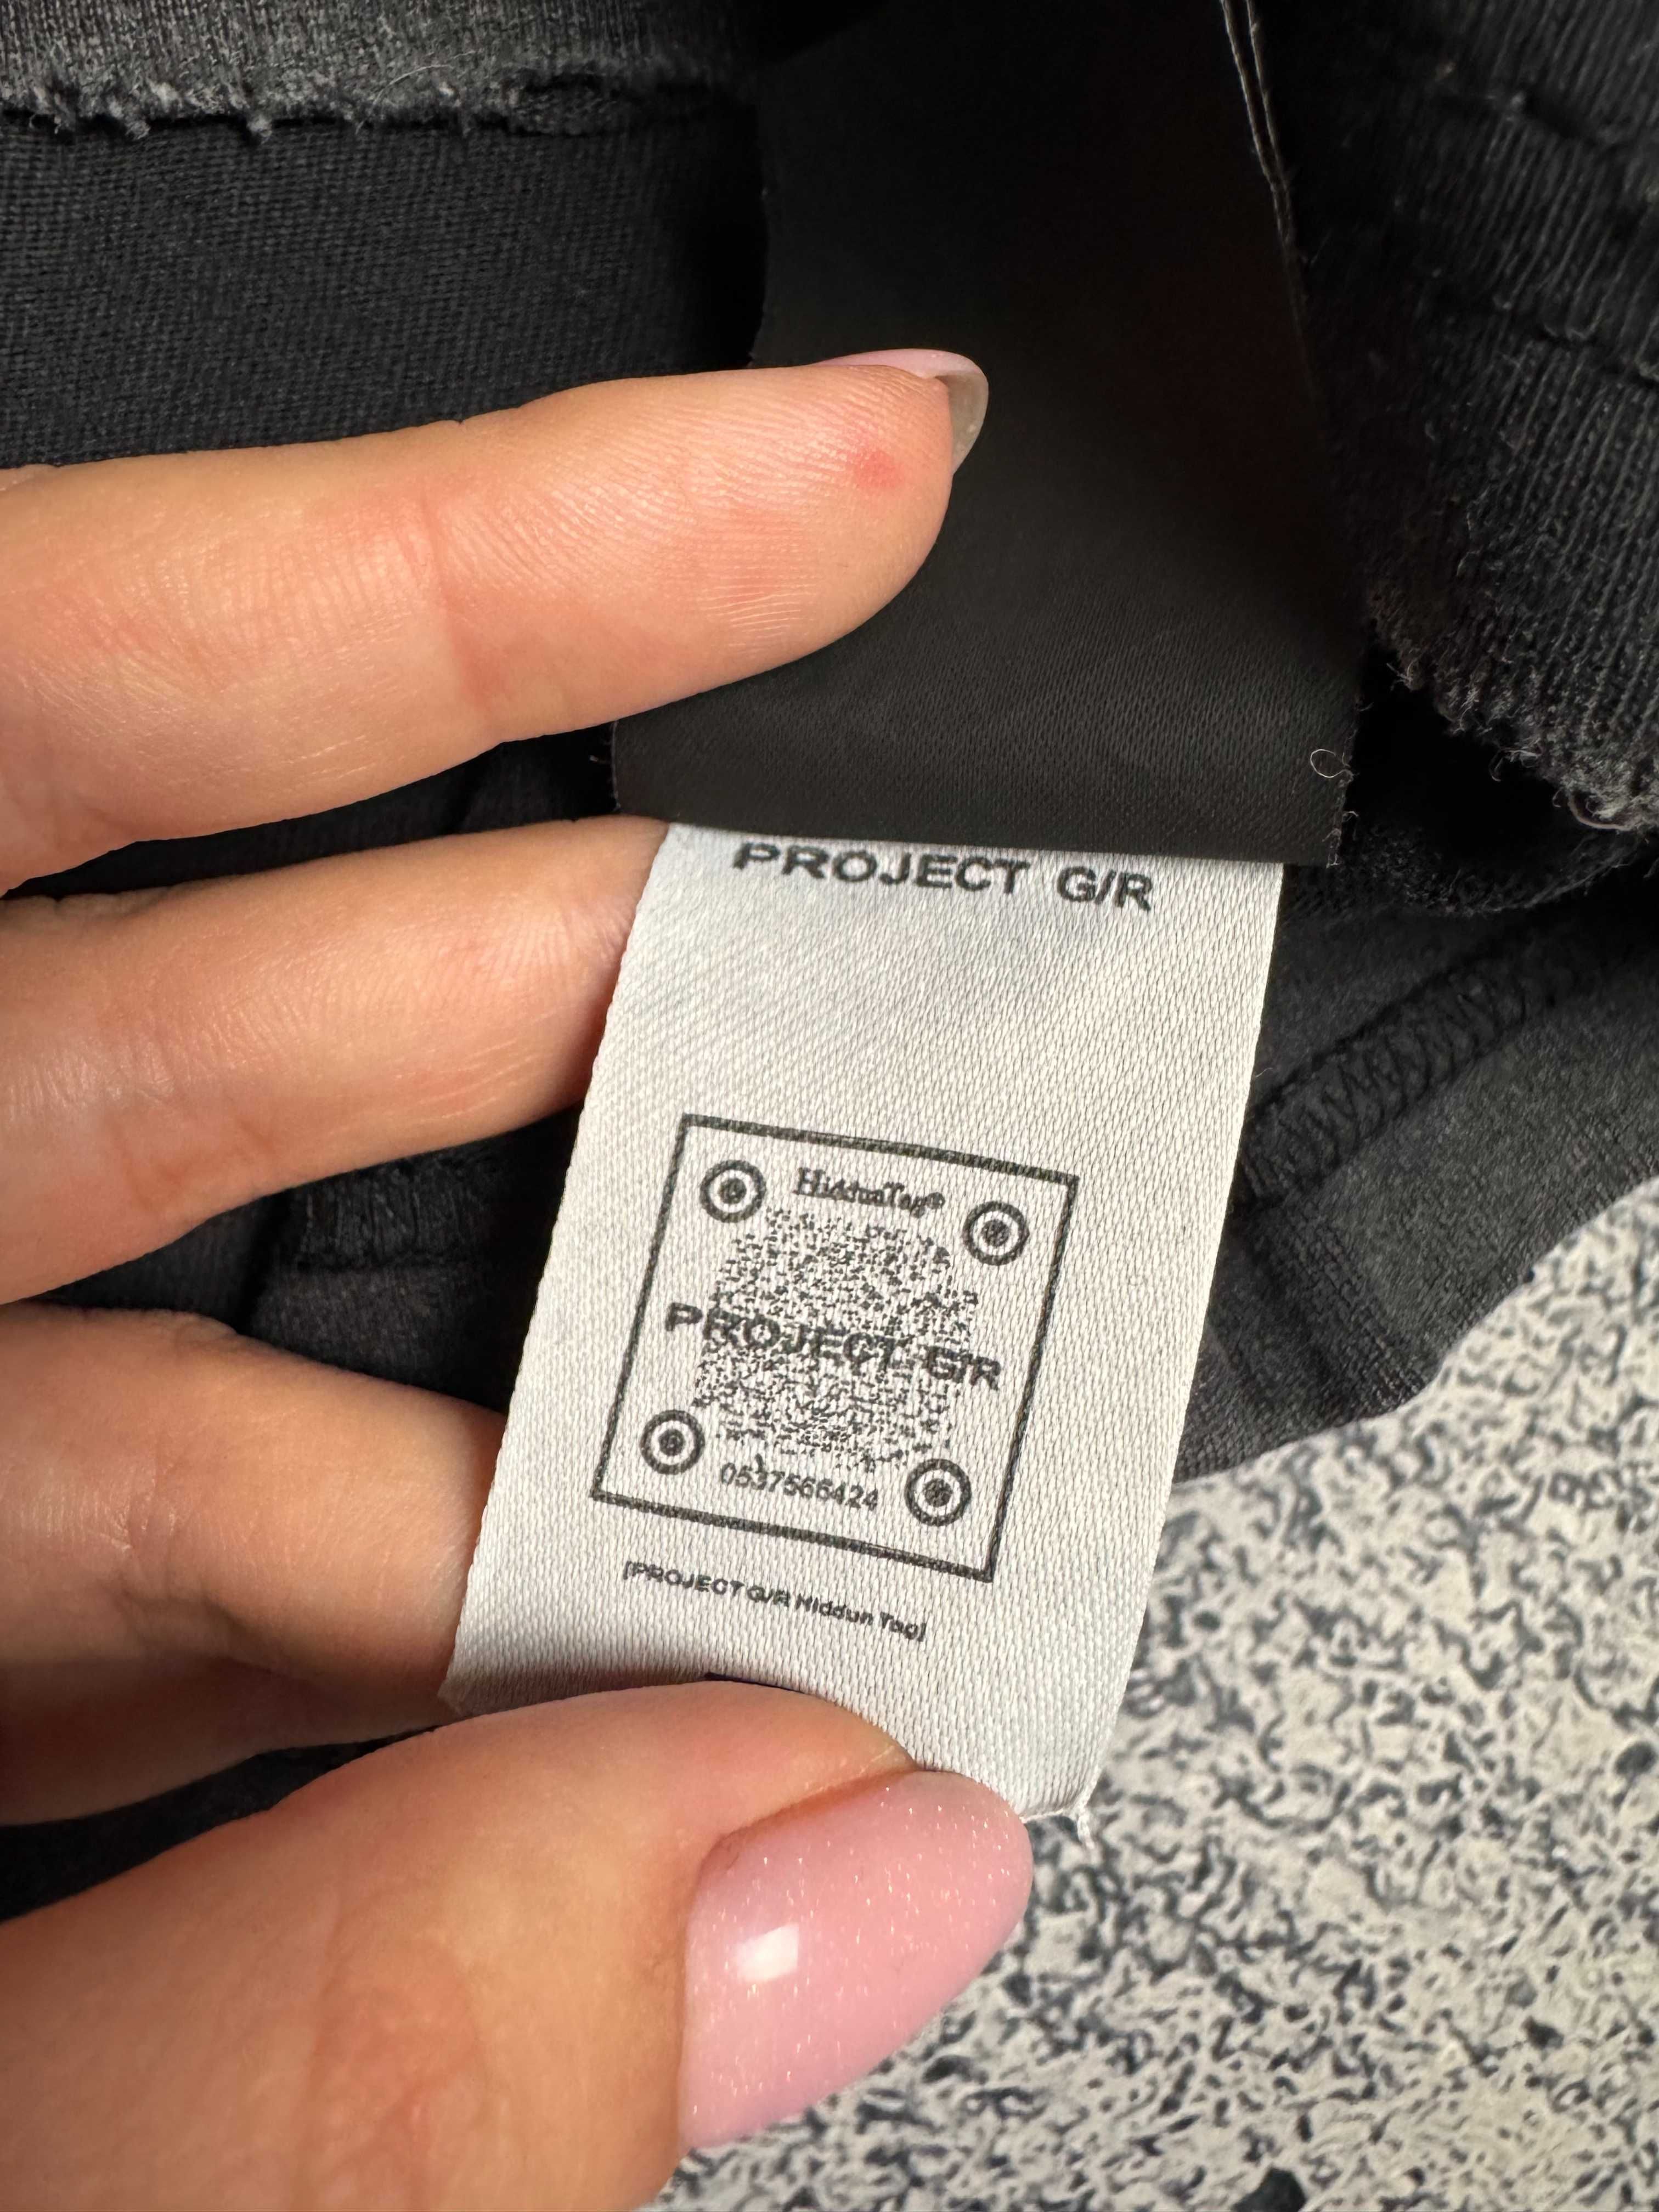 PROJECT G/R
HiddunTag®
PROJECT G/R
0537566424
[PROJECT G/R Hiddun Tag]